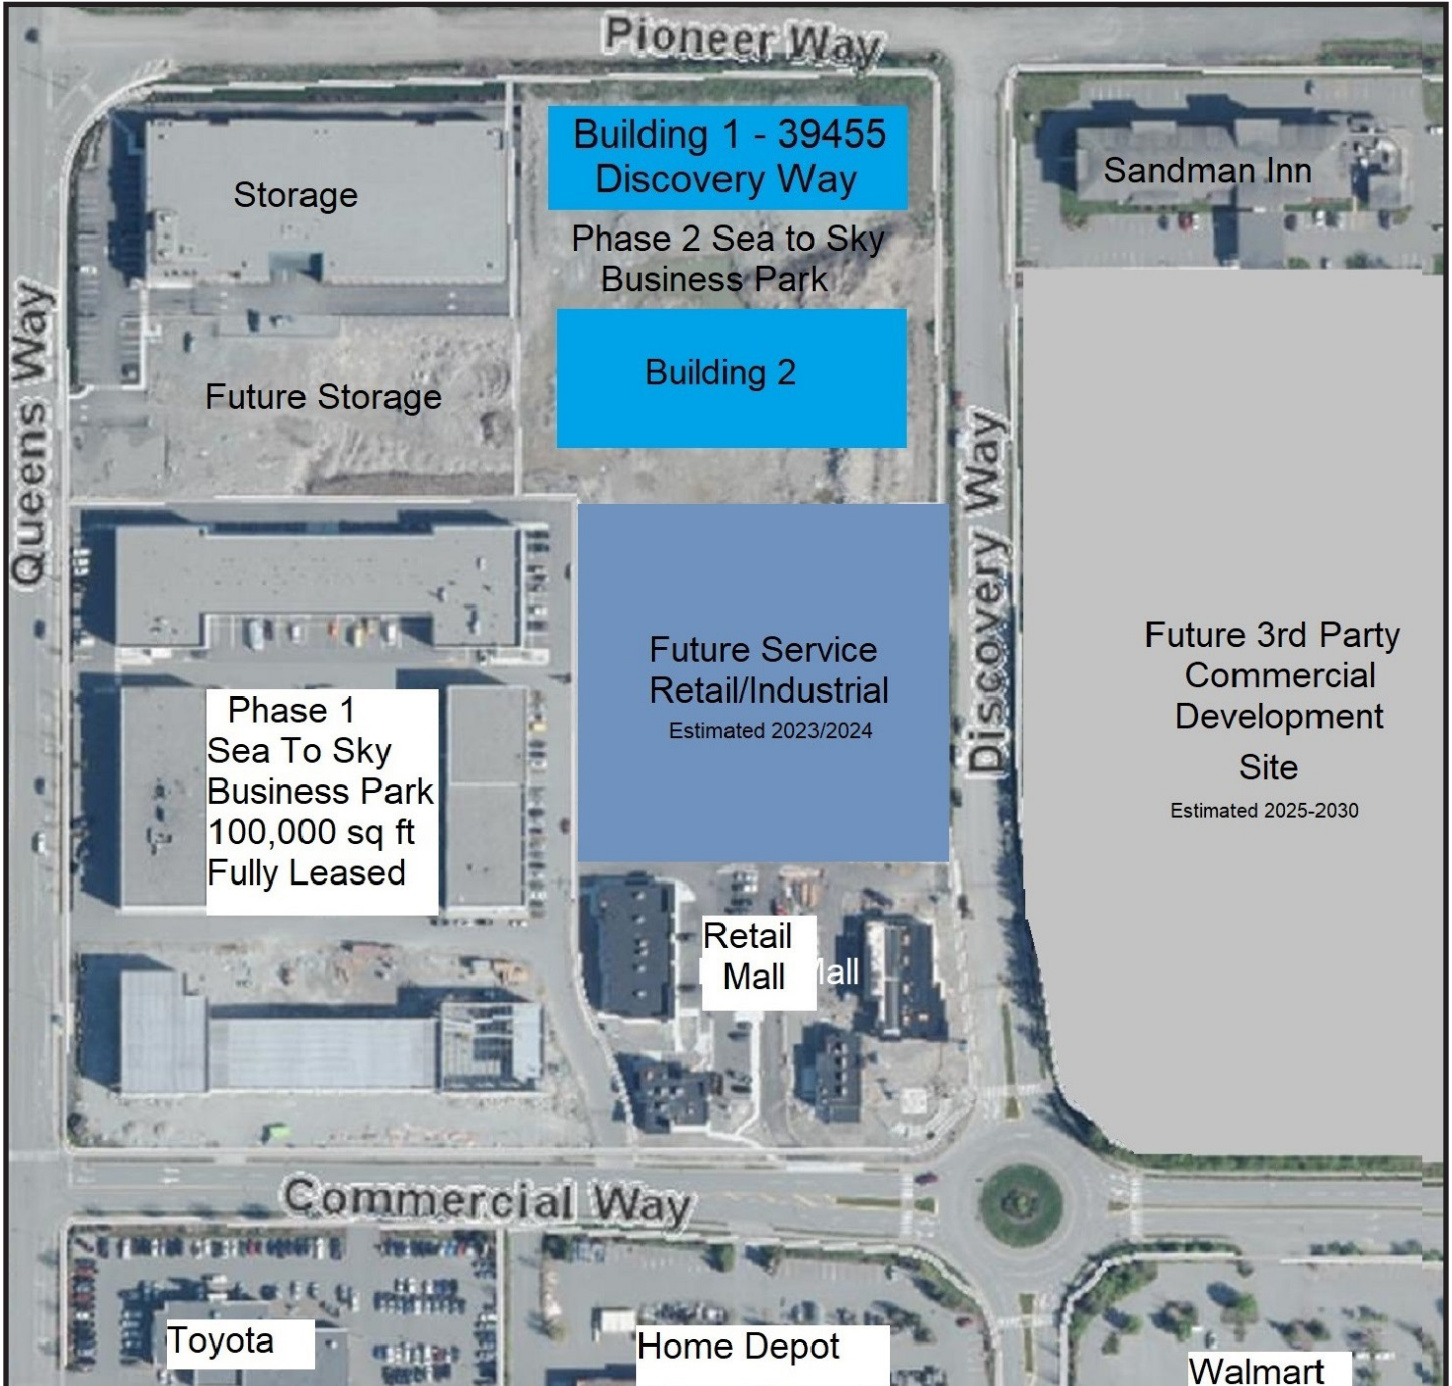 Pioneer Way
Building 1 - 39455
Discovery Way
Storage
Sandman Inn
Phase 2 Sea to Sky
Business Park
Building 2
Future Storage
Queens Way
Discovery Way
Future Service
Retail/Industrial
Estimated 2023/2024
Future 3rd Party
Commercial
Development
Site
Estimated 2025-2030
Phase 1
Sea To Sky
Business Park
100,000 sq ft
Fully Leased
Retail
Mall
Commercial Way
Toyota
Home Depot
Walmart